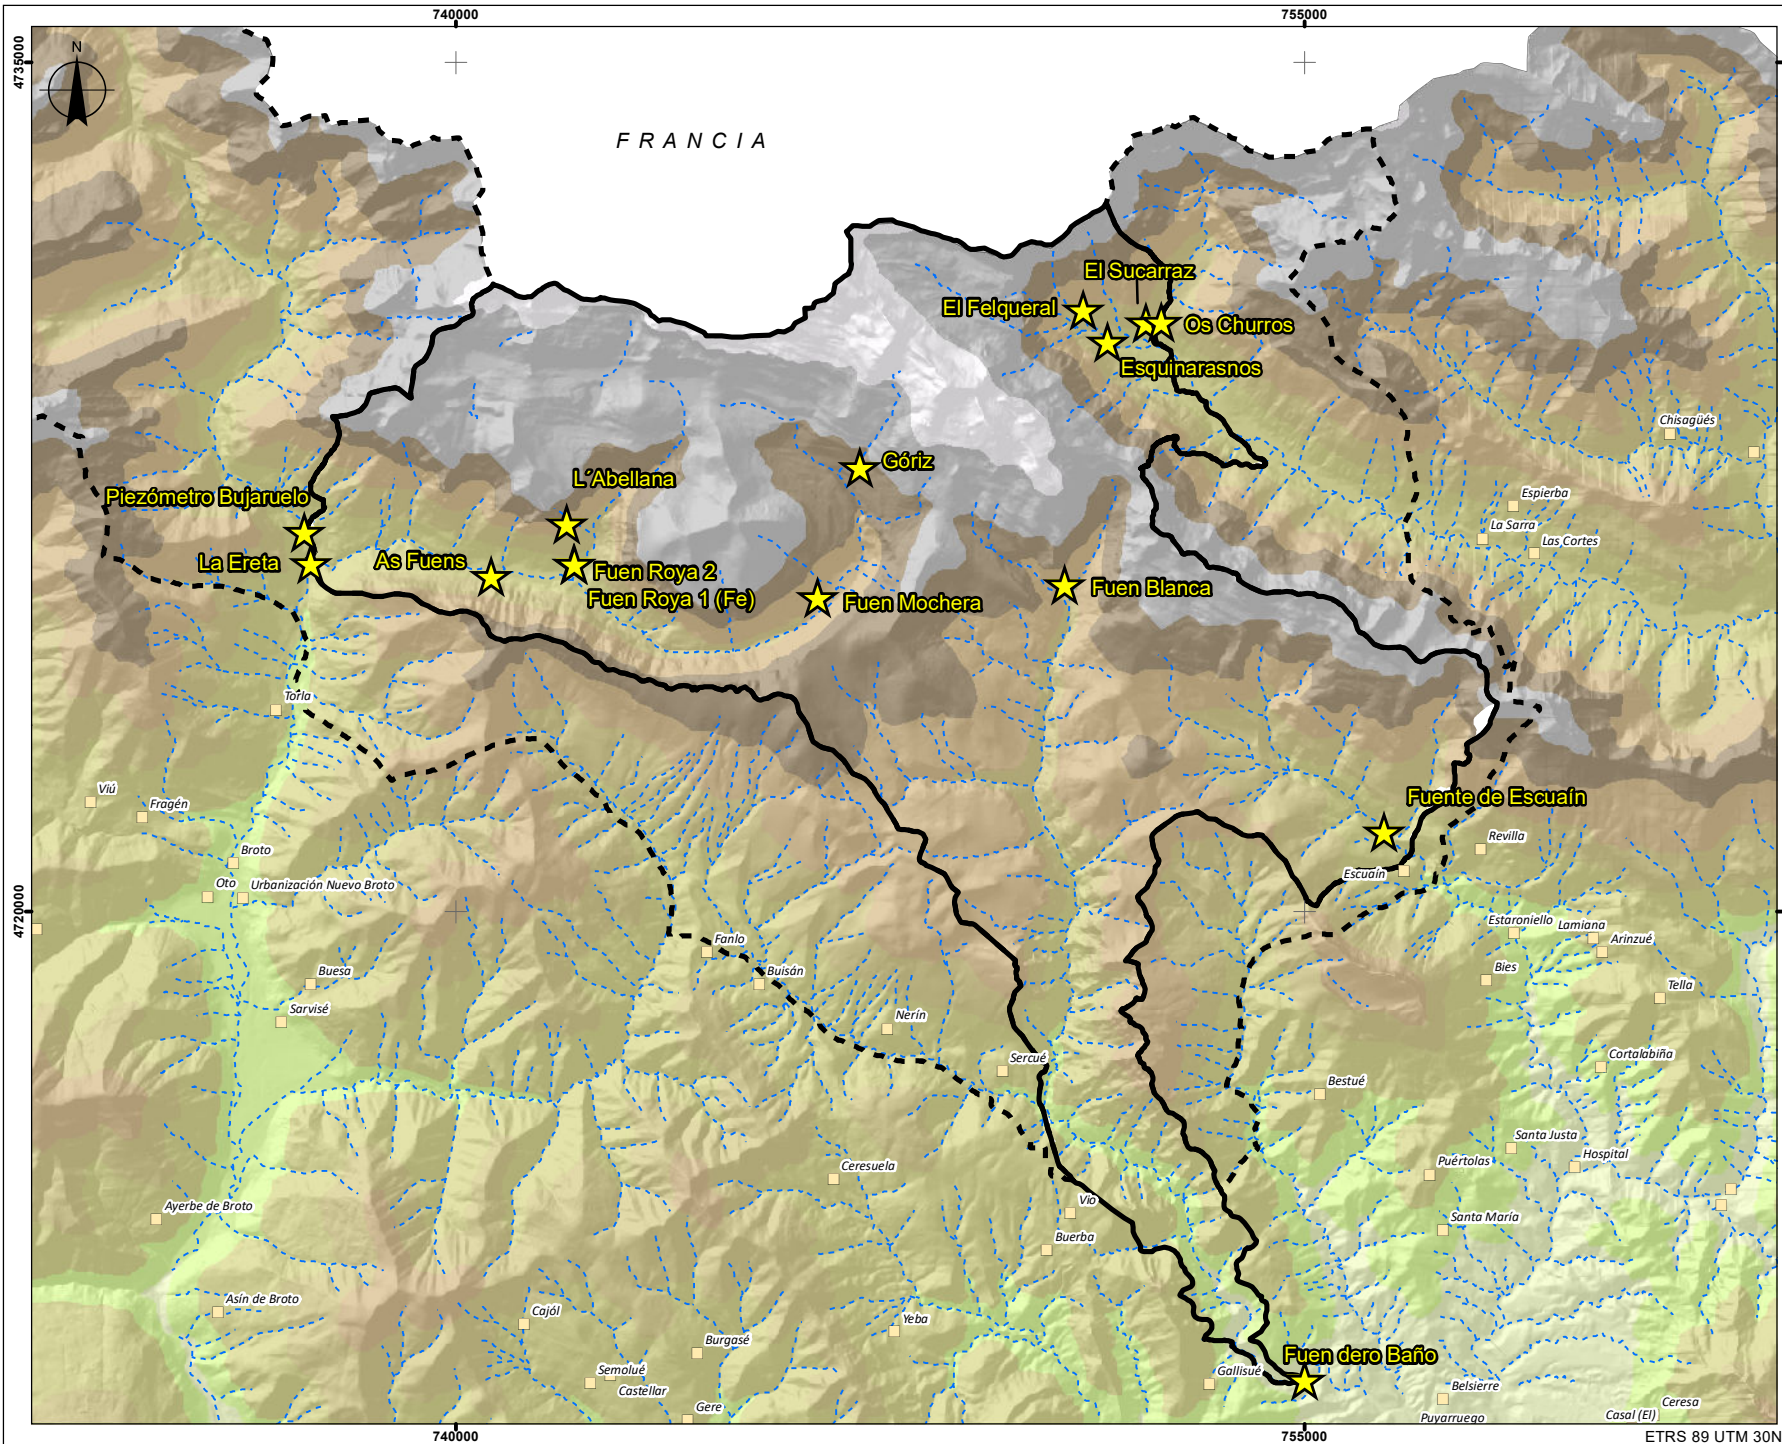 740000
755000
4735000
N
FRANCIA
El Sucarraz
El Felqueral
Os Churros
Esquinarasnos
Chisagüés
Góriz
L´Abellana
Piezómetro Bujaruelo
Espierba
La Sarra
Las Cortes
La Ereta
As Fuens
Fuen Roya 2
Fuen Roya 1 (Fe)
Fuen Mochera
Fuen Blanca
Torla
Viú
Fragén
Fuente de Escuaín
Revilla
Broto
Escuaín
Oto
Urbanización Nuevo Broto
4720000
Estaroniello
Lamiana
Arinzué
Fanlo
Buisán
Buesa
Bies
Tella
Sarvisé
Nerín
Sercué
Cortalabiña
Bestué
Santa Justa
Hospital
Ceresuela
Puértolas
Ayerbe de Broto
Vio
Santa María
Buerba
Asín de Broto
Cajól
Yeba
Burgasé
Fuen dero Baño
Semolué
Castellar
Gallisué
Belsierre
Gere
Puyarruego
Casal (El)
Ceresa
740000
755000
ETRS 89 UTM 30N